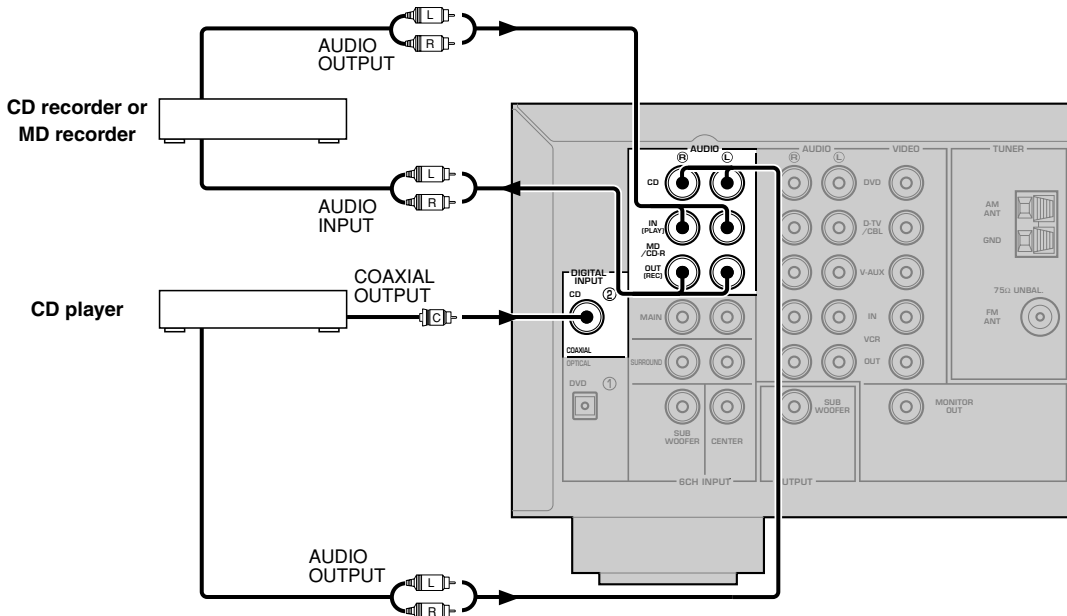 L
R
AUDIO
OUTPUT
CD recorder or
MD recorder
L
R
AUDIO
INPUT
COAXIAL
OUTPUT
C
CD player
AUDIO
OUTPUT
L
R
AUDIO
R
L
CD
IN
(PLAY)
MD
/CD-R
OUT
(REC)
DIGITAL
INPUT
CD
②
COAXIAL
OPTICAL
DVD
①
MAIN
SURROUND
SUB
WOOFER
CENTER
6CH INPUT
AUDIO
R
L
VIDEO
DVD
D-TV
/CBL
V-AUX
IN
VCR
OUT
SUB
WOOFER
OUTPUT
MONITOR
OUT
TUNER
AM
ANT
GND
75Ω UNBAL.
FM
ANT